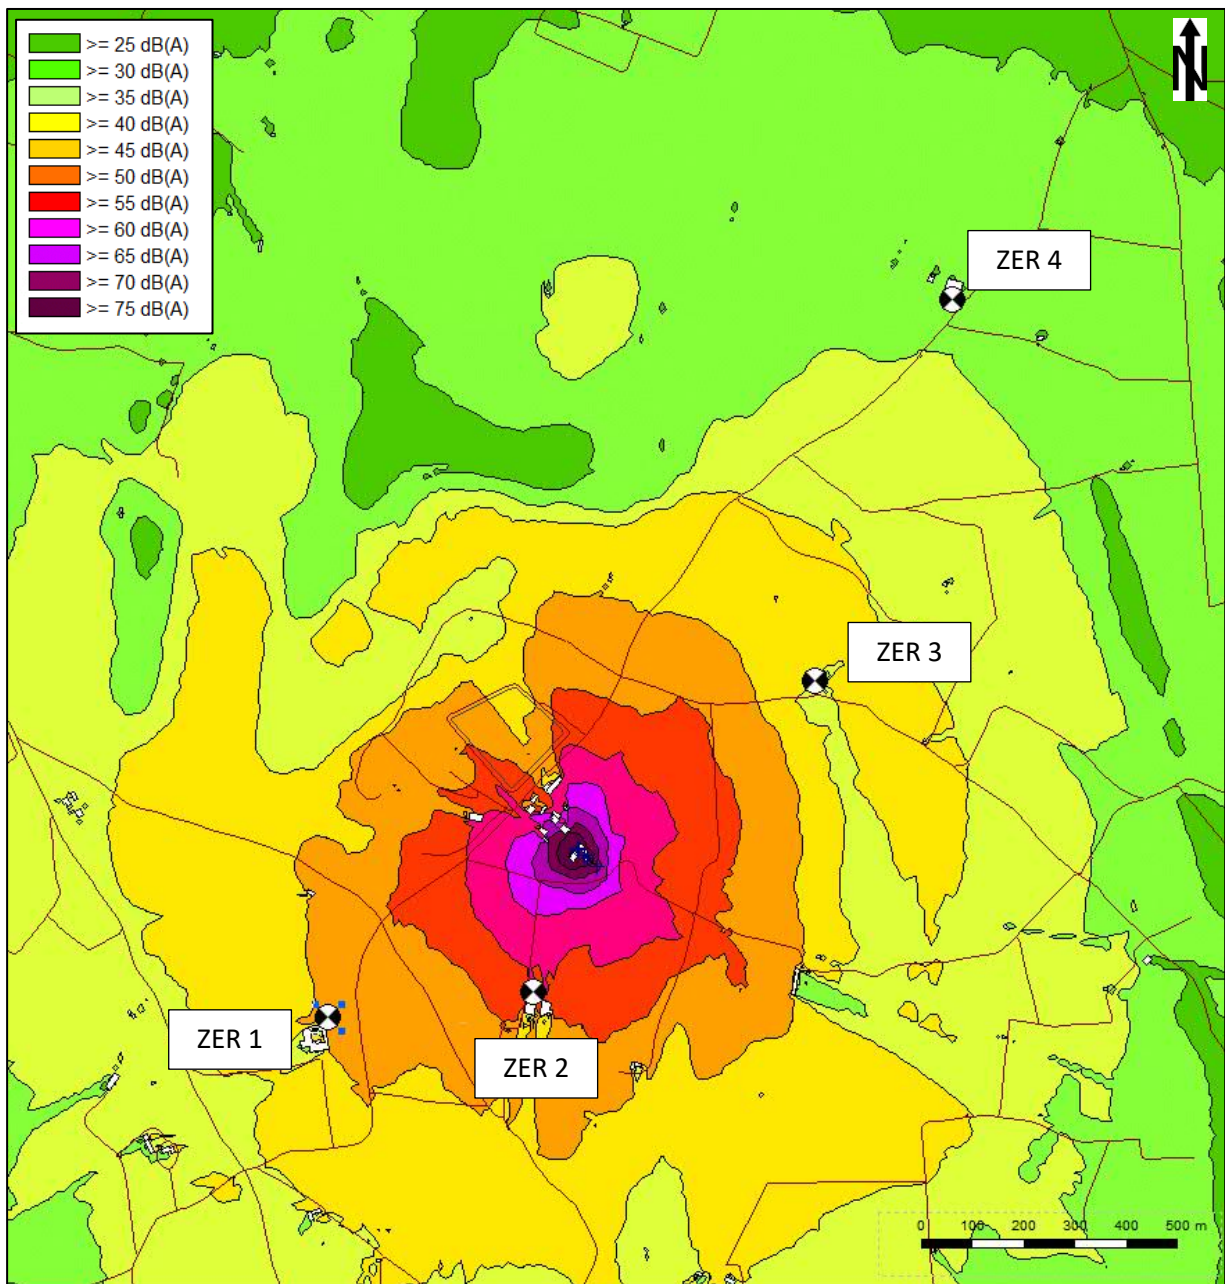 >= 25 dB(A)
>= 30 dB(A)
>= 35 dB(A)
>= 40 dB(A)
>= 45 dB(A)
>= 50 dB(A)
>= 55 dB(A)
>= 60 dB(A)
>= 65 dB(A)
>= 70 dB(A)
>= 75 dB(A)
N
ZER 4
ZER 3
ZER 1
ZER 2
0 100 200 300 400 500 m